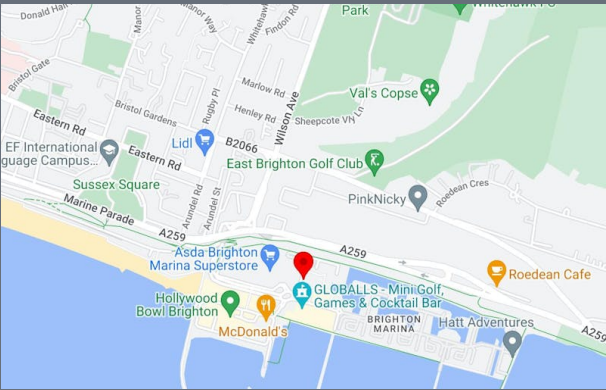 Donald Hall
Manor Way
Manor
Whitehawk
Findon Rd
Park
Whitehawk FC
Bristol Gate
Rugby Pl
Marlow Rd
Val's Copse
Bristol Gardens
Henley Rd
Wilson Ave
Sheepcote Vly Ln
Eastern Rd
Lidl
B2066
EF International
guage Campus...
Eastern Rd
East Brighton Golf Club
Sussex Square
Arundel Rd
Arundel St
PinkNicky
Roedean Cres
Marine Parade
A259
A259
Asda Brighton
Marina Superstore
Roedean Cafe
GLOBALLS - Mini Golf,
Games & Cocktail Bar
Hollywood
Bowl Brighton
McDonald's
BRIGHTON
MARINA
Hatt Adventures
A259